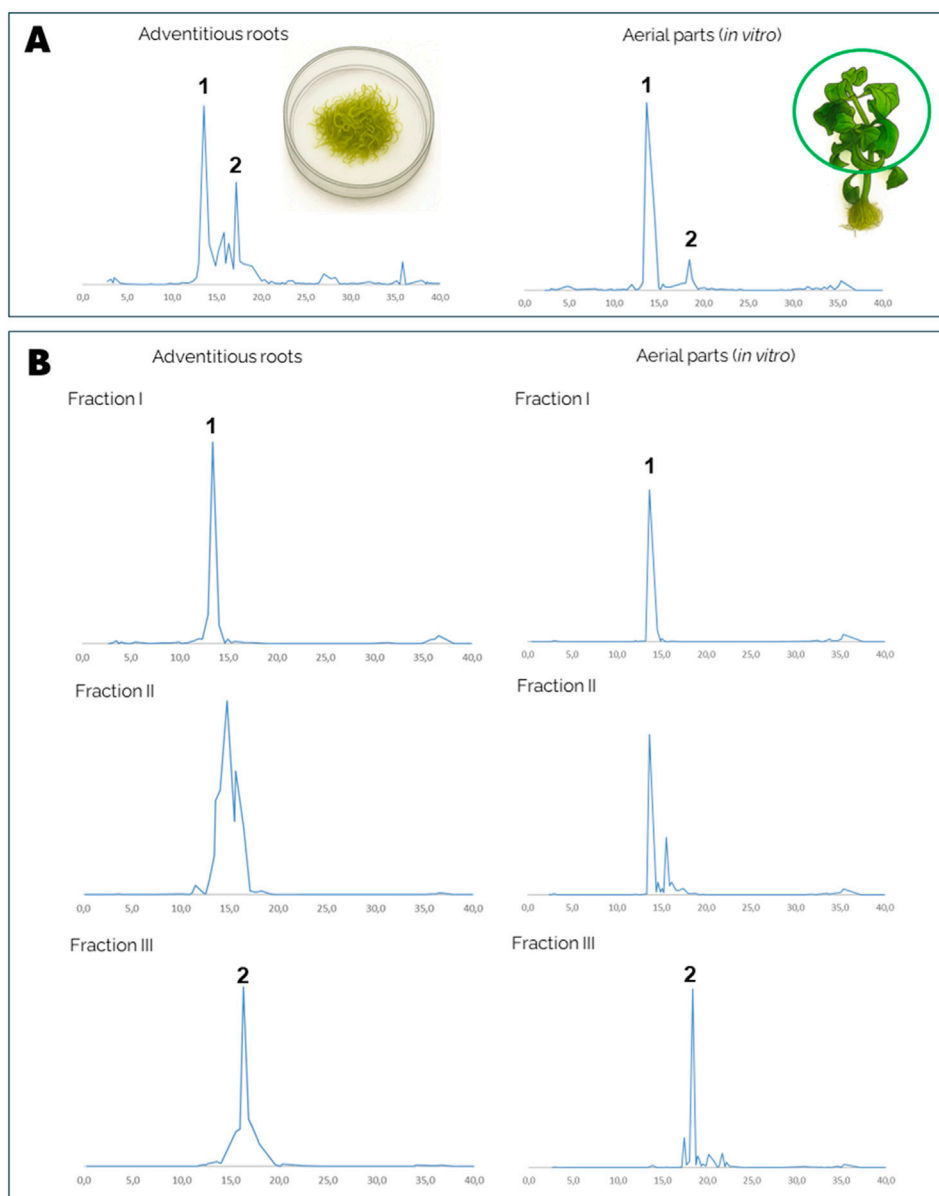 A
Adventitious roots
Aerial parts (in vitro)
1
2
1
2
0,0 5,0 10,0 15,0 20,0 25,0 30,0 35,0 40,0
0,0 5,0 10,0 15,0 20,0 25,0 30,0 35,0 40,0
B
Adventitious roots
Aerial parts (in vitro)
Fraction I
Fraction I
1
1
0,0 5,0 10,0 15,0 20,0 25,0 30,0 35,0 40,0
0,0 5,0 10,0 15,0 20,0 25,0 30,0 35,0 40,0
Fraction II
Fraction II
0,0 5,0 10,0 15,0 20,0 25,0 30,0 35,0 40,0
0,0 5,0 10,0 15,0 20,0 25,0 30,0 35,0 40,0
Fraction III
Fraction III
2
2
0,0 5,0 10,0 15,0 20,0 25,0 30,0 35,0 40,0
0,0 5,0 10,0 15,0 20,0 25,0 30,0 35,0 40,0